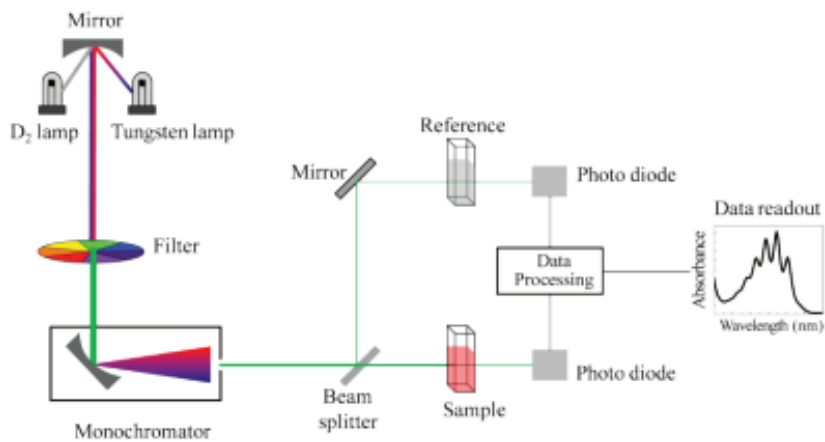 Mirror
D₂ lamp
Tungsten lamp
Filter
Monochromator
Mirror
Beam
splitter
Reference
Sample
Photo diode
Data
Processing
Photo diode
Data readout
Absorbance
Wavelength (nm)